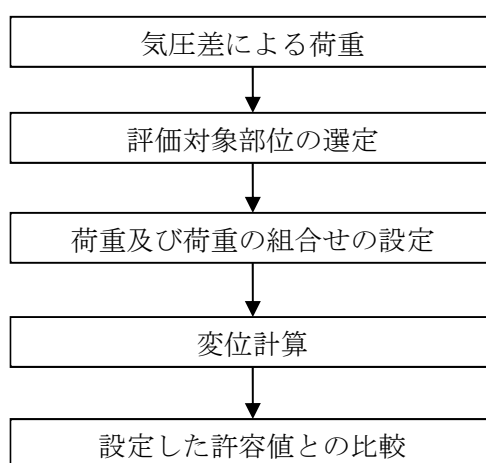 気圧差による荷重
評価対象部位の選定
荷重及び荷重の組合せの設定
変位計算
設定した許容値との比較